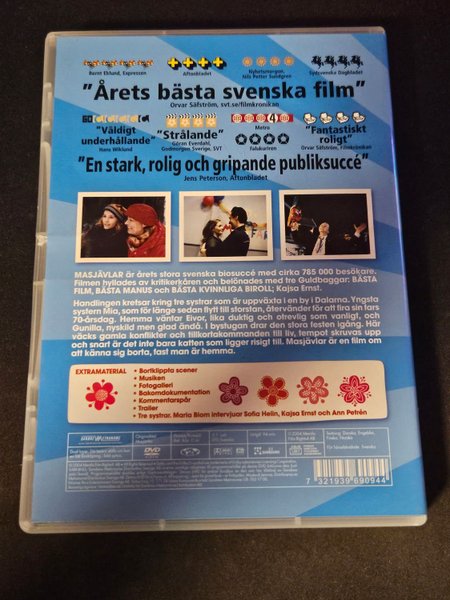 Bernt Eklund, Expressen
Aftonbladet
Nyhetsmorgon,
Nils Petter Sundgren
Sydsvenska Dagbladet
"Årets bästa svenska film"
Orvar Säfström, svt.se/filmkronikan
GD
4
"Väldigt
underhållande"
Hans Wiklund
"Strålande"
Görem Everdahl,
Godmorgon Sverige, SVT
Metro
Falukuriren
"Fantastiskt
roligt"
Orvar Säfström, Filmkrönikan
"En stark, rolig och gripande publiksuccé"
Jens Peterson, Aftonbladet
MASJÄVLAR är årets stora svenska biosuccé med cirka 785 000 besökare.
Filmen hyllades av kritikerkåren och belönades med tre Guldbaggar: BÄSTA
FILM, BÄSTA MANUS och BÄSTA KVINNLIGA BIROLL; Kajsa Ernst.
Handlingen kretsar kring tre systrar som är uppväxta i en by i Dalarna. Yngsta
systern Mia, som för länge sedan flytt till storstan, återvänder för att fira sin fars
70-årsdag. Hemma väntar Eivor, lika duktig och otrevlig som vanligt, och
Gunilla, nyskild men glad ändå. I bystugan drar den stora festen igång. Här
väcks gamla konflikter och tillkortakommanden till liv, tempot skruvas upp
och snart är det inte bara katten som ligger risigt till. Masjävlar är en film om
att känna sig borta, fast man är hemma.
EXTRAMATERIAL
• Bortklippta scener
• Musiken
• Fotogalleri
• Bakomdokumentation
• Kommentarspår
• Trailer
• Tre systrar. Maria Blom intervjuar Sofia Helin, Kajsa Ernst och Ann Petrén
DVD
7 321939 690944